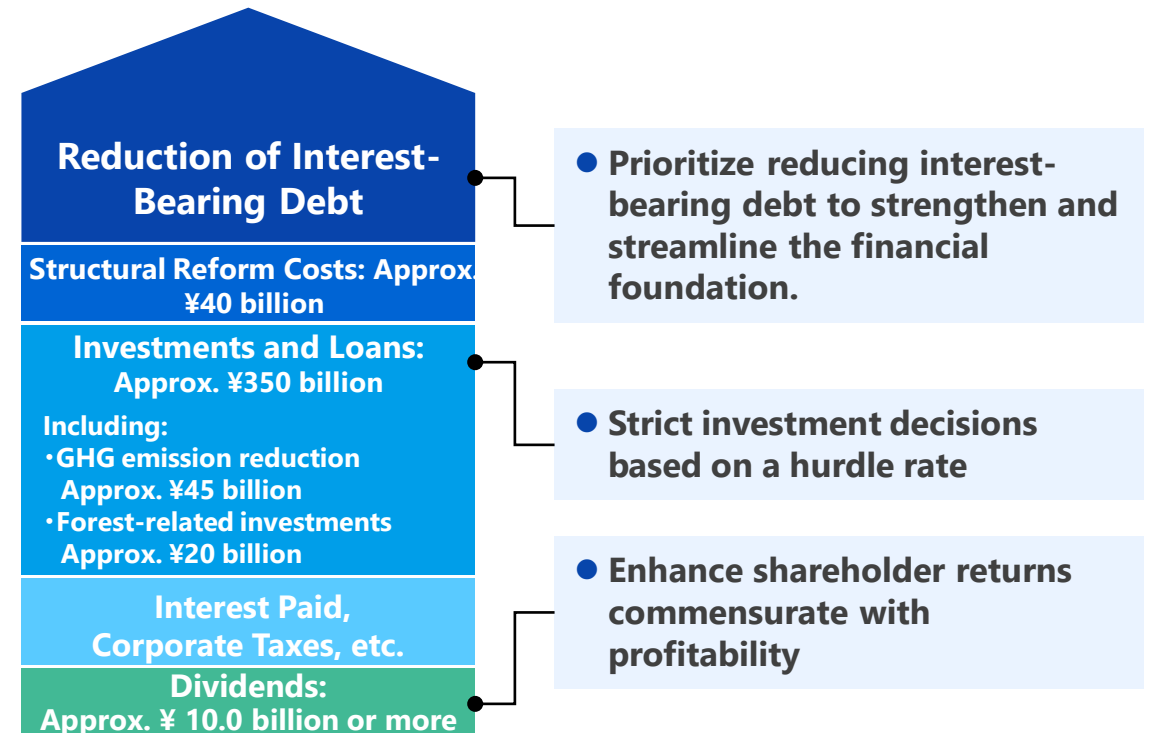 Reduction of Interest-
Bearing Debt
Structural Reform Costs: Approx.
¥40 billion
Investments and Loans:
Approx. ¥350 billion
Including:
・GHG emission reduction
Approx. ¥45 billion
・Forest-related investments
Approx. ¥20 billion
Interest Paid,
Corporate Taxes, etc.
Dividends:
Approx. ¥ 10.0 billion or more
● Prioritize reducing interest-
bearing debt to strengthen and
streamline the financial
foundation.
● Strict investment decisions
based on a hurdle rate
● Enhance shareholder returns
commensurate with
profitability